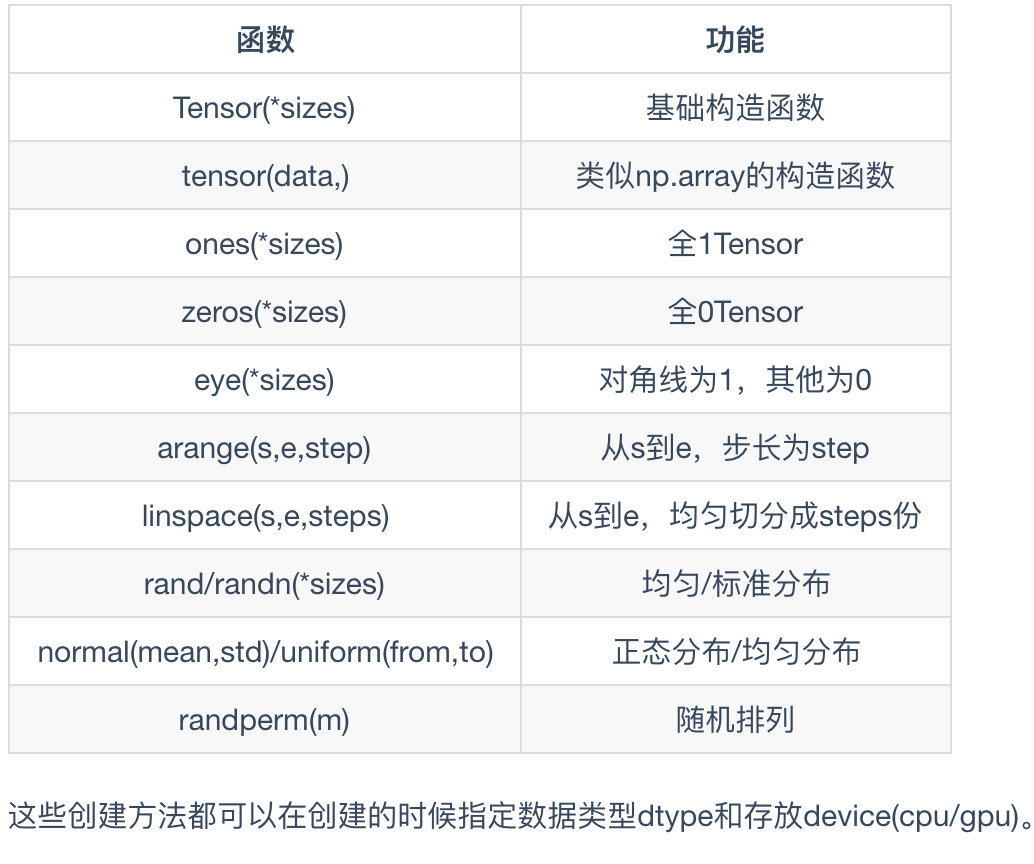 函数 功能
Tensor(*sizes) 基础构造函数
tensor(data,) 类似np.array的构造函数
ones(*sizes) 全1Tensor
zeros(*sizes) 全0Tensor
eye(*sizes) 对角线为1，其他为0
arange(s,e,step) 从s到e，步长为step
linspace(s,e,steps) 从s到e，均匀切分成steps份
rand/randn(*sizes) 均匀/标准分布
normal(mean,std)/uniform(from,to) 正态分布/均匀分布
randperm(m) 随机排列
这些创建方法都可以在创建的时候指定数据类型dtype和存放device(cpu/gpu)。